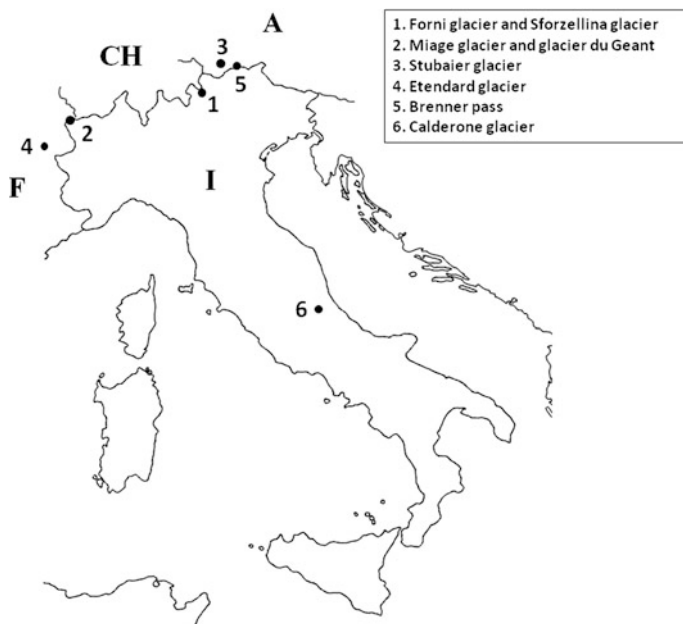 A
3
CH
5
1
2
4
F
I
6
1. Forni glacier and Sforzellina glacier
2. Miage glacier and glacier du Geant
3. Stubaier glacier
4. Etendard glacier
5. Brenner pass
6. Calderone glacier